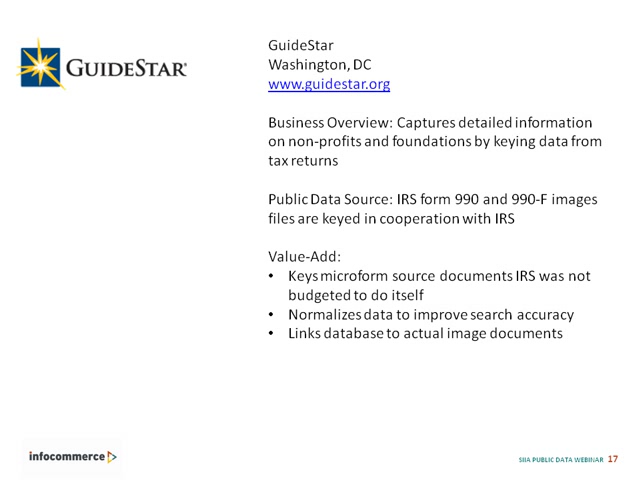 GUIDESTAR®
GuideStar
Washington, DC
www.guidestar.org
Business Overview: Captures detailed information
on non-profits and foundations by keying data from
tax returns
Public Data Source: IRS form 990 and 990-F images
files are keyed in cooperation with IRS
Value-Add:
• Keys microform source documents IRS was not
budgeted to do itself
• Normalizes data to improve search accuracy
• Links database to actual image documents
infocommerce
SIIA PUBLIC DATA WEBINAR 17